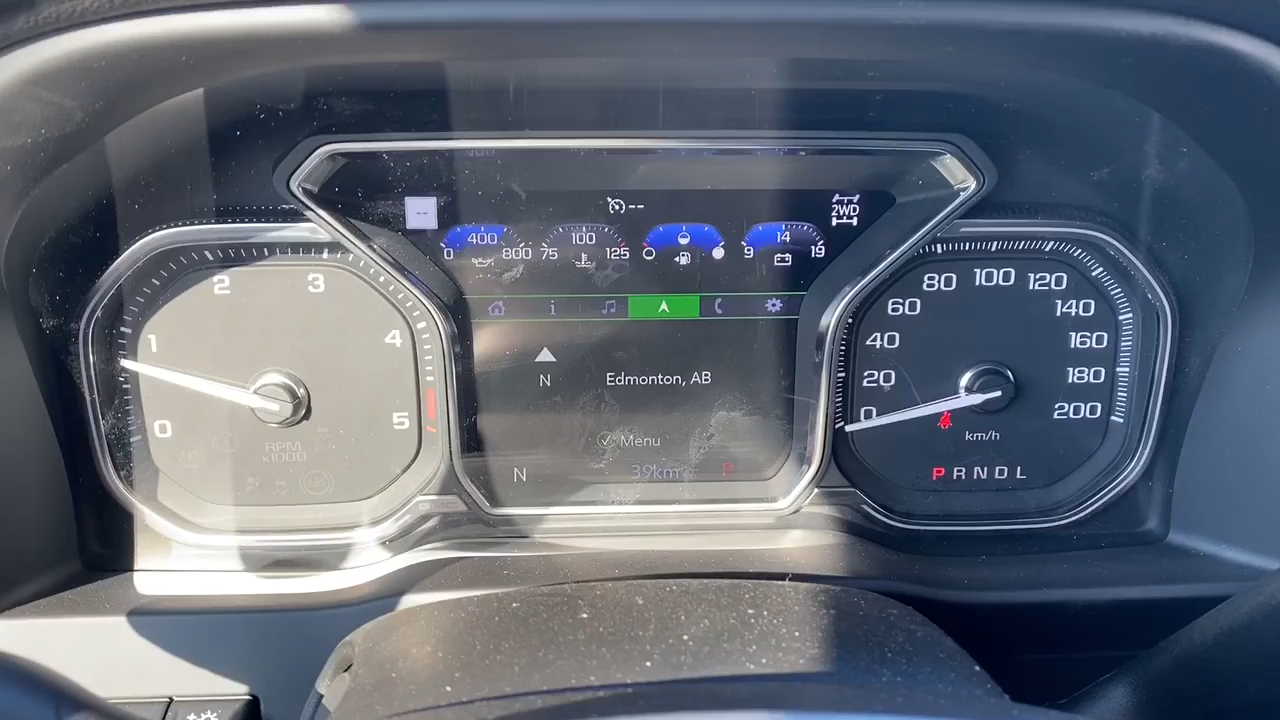 --
--
2WD
400
0 800
100
75 125
14
9 19
0 1 2 3 4 5
RPM
x1000
ABS
N
Edmonton, AB
Menu
N 39km P
0 20 40 60 80 100 120 140 160 180 200
km/h
P R N D L